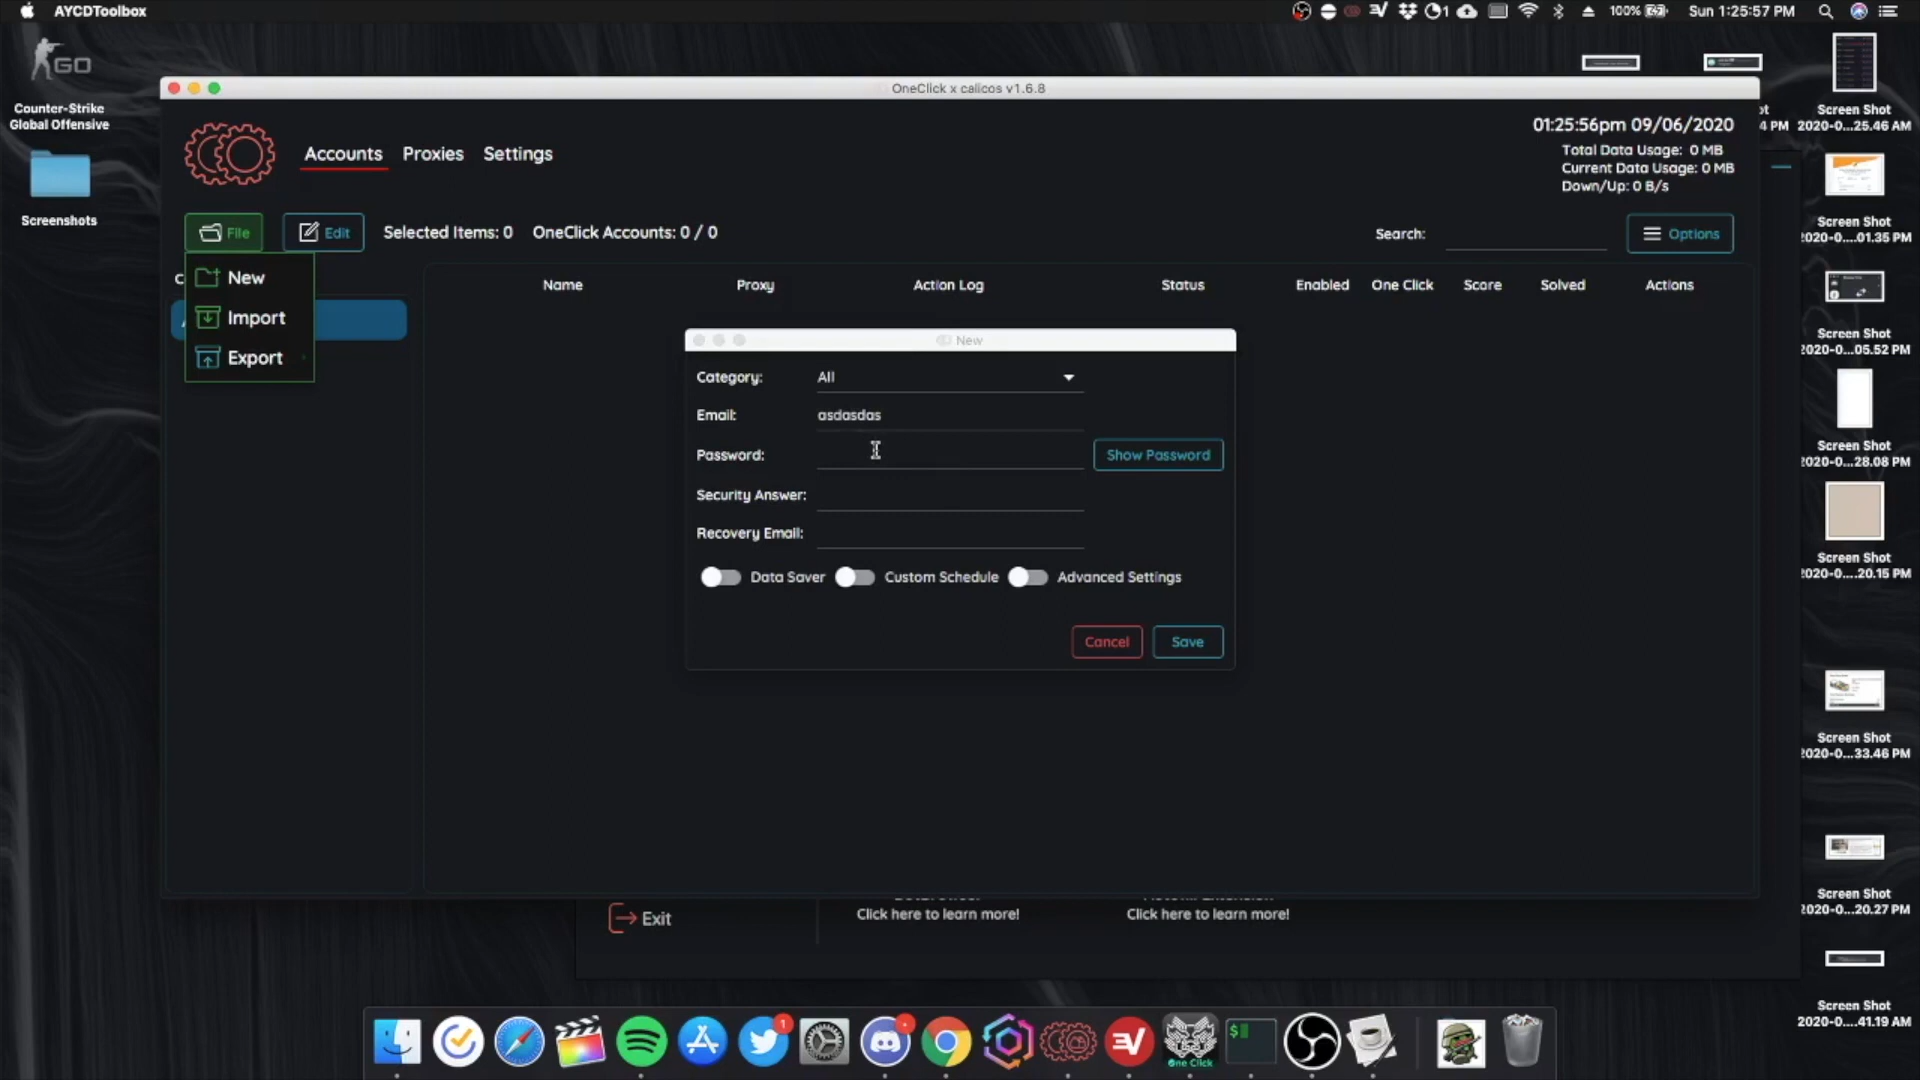 AYCDToolbox
1
100%
Sun 1:25:57 PM
GO
Counter-Strike
Global Offensive
Screenshots
OneClick x calicos v1.6.8
Accounts
Proxies
Settings
01:25:56pm 09/06/2020
Total Data Usage: 0 MB
Current Data Usage: 0 MB
Down/Up: 0 B/s
File
Edit
Selected Items: 0
OneClick Accounts: 0 / 0
Search:
Options
New
Import
Export
Name
Proxy
Action Log
Status
Enabled
One Click
Score
Solved
Actions
New
Category:
All
Email:
asdasdas
Password:
Show Password
Security Answer:
Recovery Email:
Data Saver
Custom Schedule
Advanced Settings
Cancel
Save
Exit
Click here to learn more!
Click here to learn more!
4 PM
Screen Shot
2020-0...25.46 AM
Screen Shot
2020-0....01.35 PM
Screen Shot
2020-0...05.52 PM
Screen Shot
2020-0...28.08 PM
Screen Shot
2020-0....20.15 PM
Screen Shot
2020-0...33.46 PM
Screen Shot
2020-0...20.27 PM
Screen Shot
2020-0....41.19 AM
1
One Click
$